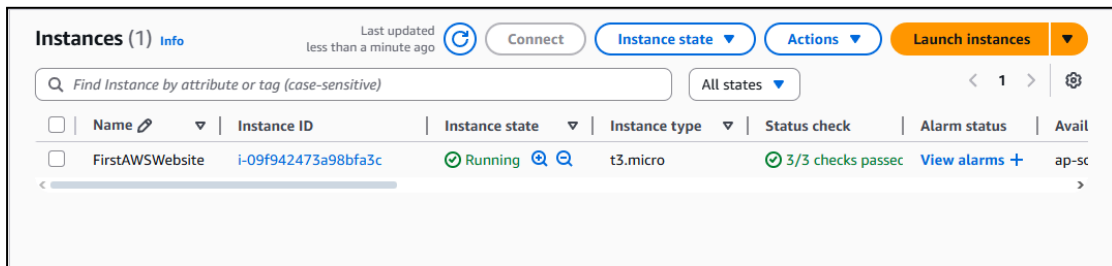 Instances (1) Info
Last updated
less than a minute ago
Connect
Instance state
Actions
Launch instances
Find Instance by attribute or tag (case-sensitive)
All states
1
Name
Instance ID
Instance state
Instance type
Status check
Alarm status
Avail
FirstAWSWebsite
i-09f942473a98bfa3c
Running
t3.micro
3/3 checks passec
View alarms +
ap-sc